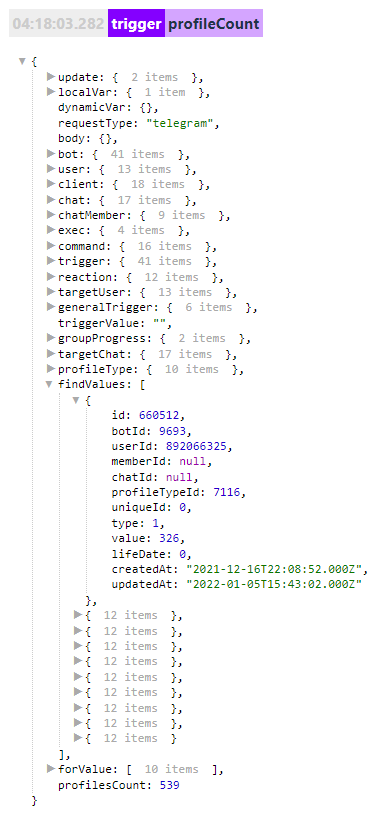 04:18:03.282 trigger profileCount
{
update: { 2 items },
localVar: { 1 item },
dynamicVar: {},
requestType: "telegram",
body: {},
bot: { 41 items },
user: { 13 items },
client: { 18 items },
chat: { 17 items },
chatMember: { 9 items },
exec: { 4 items },
command: { 16 items },
trigger: { 41 items },
reaction: { 12 items },
targetUser: { 13 items },
generalTrigger: { 6 items },
triggerValue: "",
groupProgress: { 2 items },
targetChat: { 17 items },
profileType: { 10 items },
findValues: [
{
id: 660512,
botId: 9693,
userId: 892066325,
memberId: null,
chatId: null,
profileTypeId: 7116,
uniqueId: 0,
type: 1,
value: 326,
lifeDate: 0,
createdAt: "2021-12-16T22:08:52.000Z",
updatedAt: "2022-01-05T15:43:02.000Z"
},
{ 12 items },
{ 12 items },
{ 12 items },
{ 12 items },
{ 12 items },
{ 12 items },
{ 12 items },
{ 12 items },
{ 12 items }
],
forValue: [ 10 items ],
profilesCount: 539
}